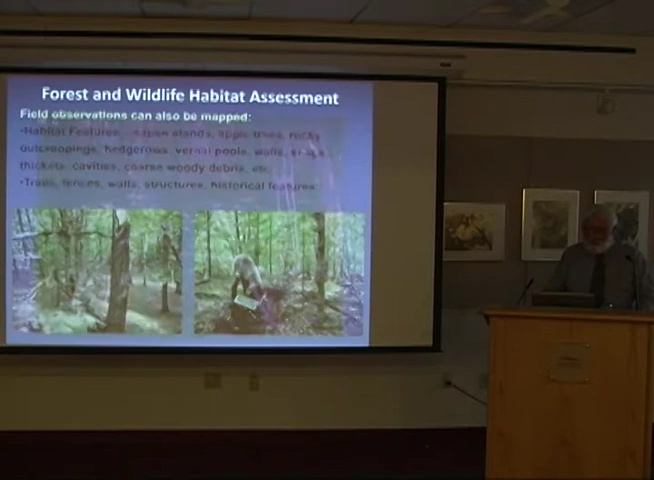 Forest and Wildlife Habitat Assessment
Field observations can also be mapped:
•Habitat Features: aspen stands, apple trees, rocky
outcroppings, hedgerows, vernal pools, walls, snags,
thickets, cavities, coarse woody debris, etc.
•Trails, fences, walls, structures, historical features